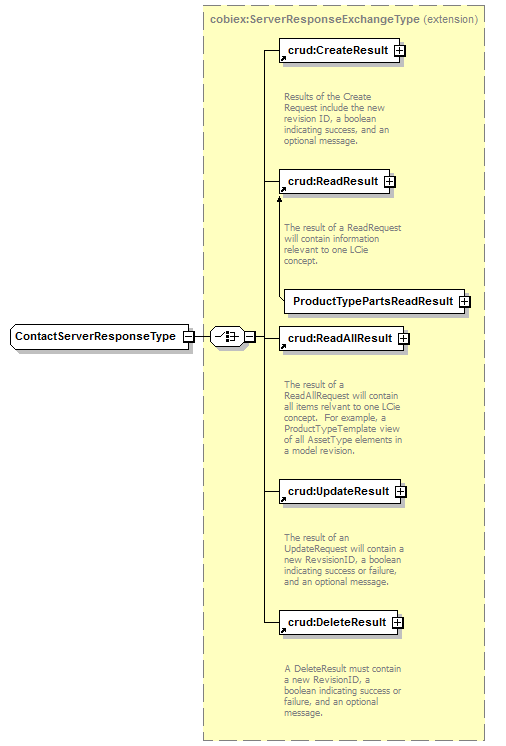 cobiex:ServerResponseExchangeType (extension)
crud:CreateResult
Results of the Create
Request include the new
revision ID, a boolean
indicating success, and an
optional message.
crud:ReadResult
The result of a ReadRequest
will contain information
relevant to one LCie
concept.
ProductTypePartsReadResult
ContactServerResponseType
crud:ReadAllResult
The result of a
ReadAllRequest will contain
all items relvant to one LCie
concept.  For example, a
ProductTypeTemplate view
of all AssetType elements in
a model revision.
crud:UpdateResult
The result of an
UpdateRequest will contain a
new RevsisionID, a boolean
indicating success or failure,
and an optional message.
crud:DeleteResult
A DeleteResult must contain
a new RevisionID, a
boolean indicating success or
failure, and an optional
message.